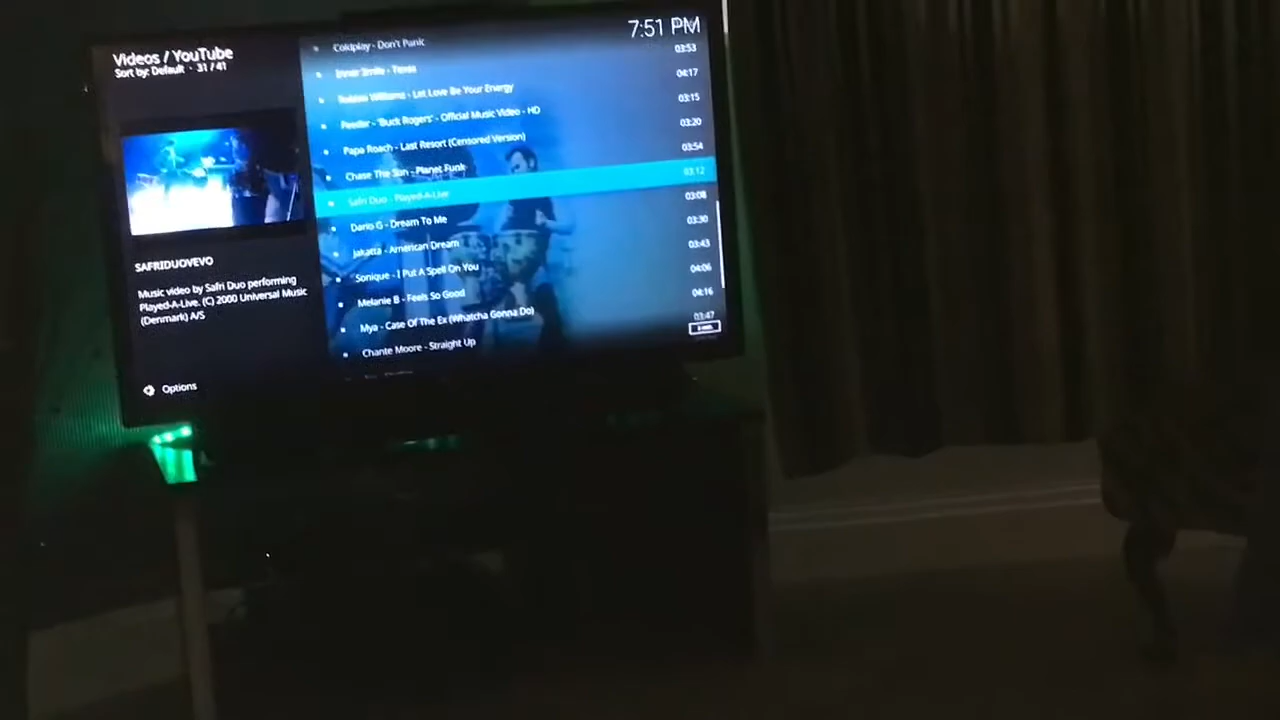 7:51 PM
Videos / YouTube
Sort by: Default · 31 / 41
Coldplay - Don't Panic 03:53
Inner Smile - Texas 04:17
Robbie Williams - Let Love Be Your Energy 03:15
Feeder - 'Buck Rogers' - Official Music Video - HD 03:20
Papa Roach - Last Resort (Censored Version) 03:54
Chase The Sun - Planet Funk 03:12
Safri Duo - Played-A-Live 03:08
Dario G - Dream To Me 03:30
Jakatta - American Dream 03:43
Sonique - I Put A Spell On You 04:06
Melanie B - Feels So Good 04:16
Mya - Case Of The Ex (Whatcha Gonna Do) 03:47
Chante Moore - Straight Up
SAFRIDUOVEVO
Music video by Safri Duo performing
Played-A-Live. (C) 2000 Universal Music
(Denmark) A/S
Options